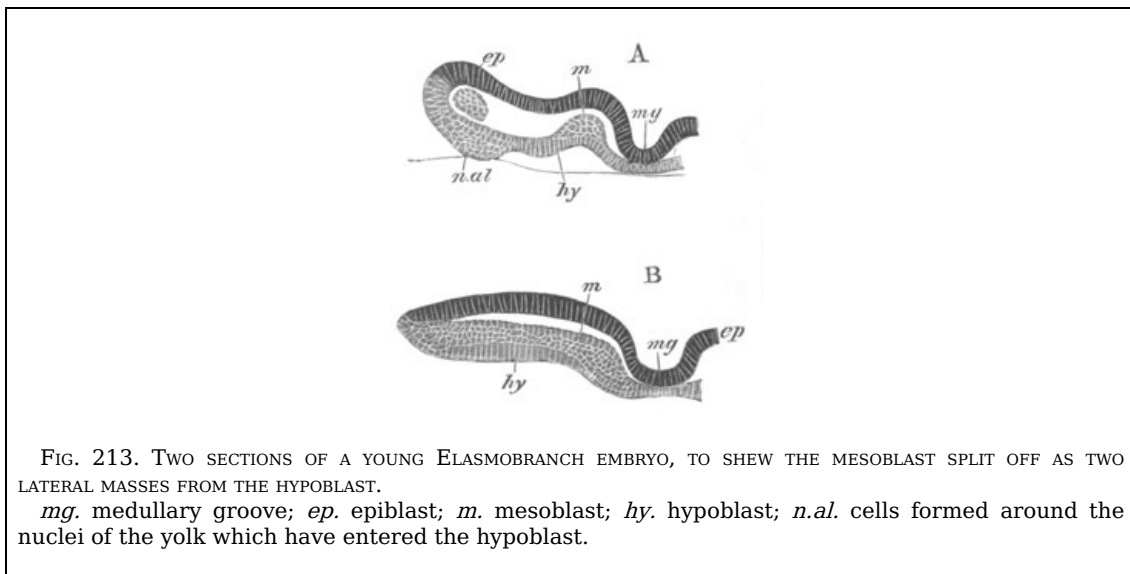 A
ep
m
mg
n.al
hy
B
m
mg
ep
hy
FIG. 213. TWO SECTIONS OF A YOUNG ELASMOBRANCH EMBRYO, TO SHEW THE MESOBLAST SPLIT OFF AS TWO
LATERAL MASSES FROM THE HYPOBLAST.
mg. medullary groove; ep. epiblast; m. mesoblast; hy. hypoblast; n.al. cells formed around the
nuclei of the yolk which have entered the hypoblast.